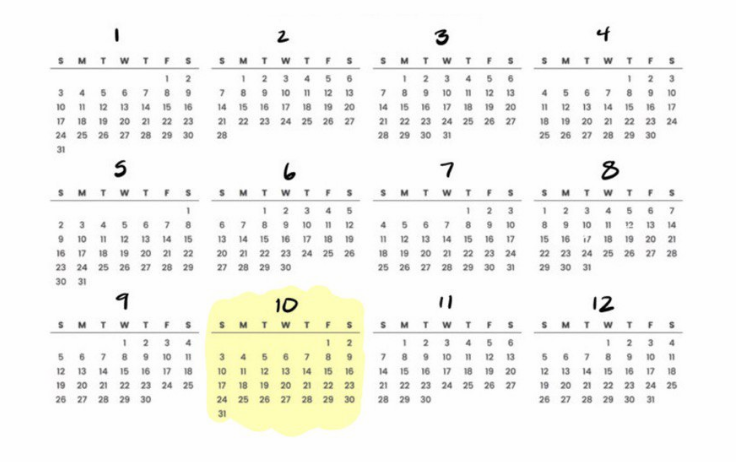 1
S M T W T F S
1 2
3 4 5 6 7 8 9
10 11 12 13 14 15 16
17 18 19 20 21 22 23
24 25 26 27 28 29 30
31
2
S M T W T F S
1 2 3 4 5 6
7 8 9 10 11 12 13
14 15 16 17 18 19 20
21 22 23 24 25 26 27
28
3
S M T W T F S
1 2 3 4 5 6
7 8 9 10 11 12 13
14 15 16 17 18 19 20
21 22 23 24 25 26 27
28 29 30 31
4
S M T W T F S
1 2 3
4 5 6 7 8 9 10
11 12 13 14 15 16 17
18 19 20 21 22 23 24
25 26 27 28 29 30
5
S M T W T F S
1
2 3 4 5 6 7 8
9 10 11 12 13 14 15
16 17 18 19 20 21 22
23 24 25 26 27 28 29
30 31
6
S M T W T F S
1 2 3 4 5
6 7 8 9 10 11 12
13 14 15 16 17 18 19
20 21 22 23 24 25 26
27 28 29 30
7
S M T W T F S
1 2 3
4 5 6 7 8 9 10
11 12 13 14 15 16 17
18 19 20 21 22 23 24
25 26 27 28 29 30 31
8
S M T W T F S
1 2 3 4 5 6 7
8 9 10 11 12 13 14
15 16 17 18 19 20 21
22 23 24 25 26 27 28
29 30 31
9
S M T W T F S
1 2 3 4
5 6 7 8 9 10 11
12 13 14 15 16 17 18
19 20 21 22 23 24 25
26 27 28 29 30
10
S M T W T F S
1 2
3 4 5 6 7 8 9
10 11 12 13 14 15 16
17 18 19 20 21 22 23
24 25 26 27 28 29 30
31
11
S M T W T F S
1 2 3 4 5 6
7 8 9 10 11 12 13
14 15 16 17 18 19 20
21 22 23 24 25 26 27
28 29 30
12
S M T W T F S
1 2 3 4
5 6 7 8 9 10 11
12 13 14 15 16 17 18
19 20 21 22 23 24 25
26 27 28 29 30 31